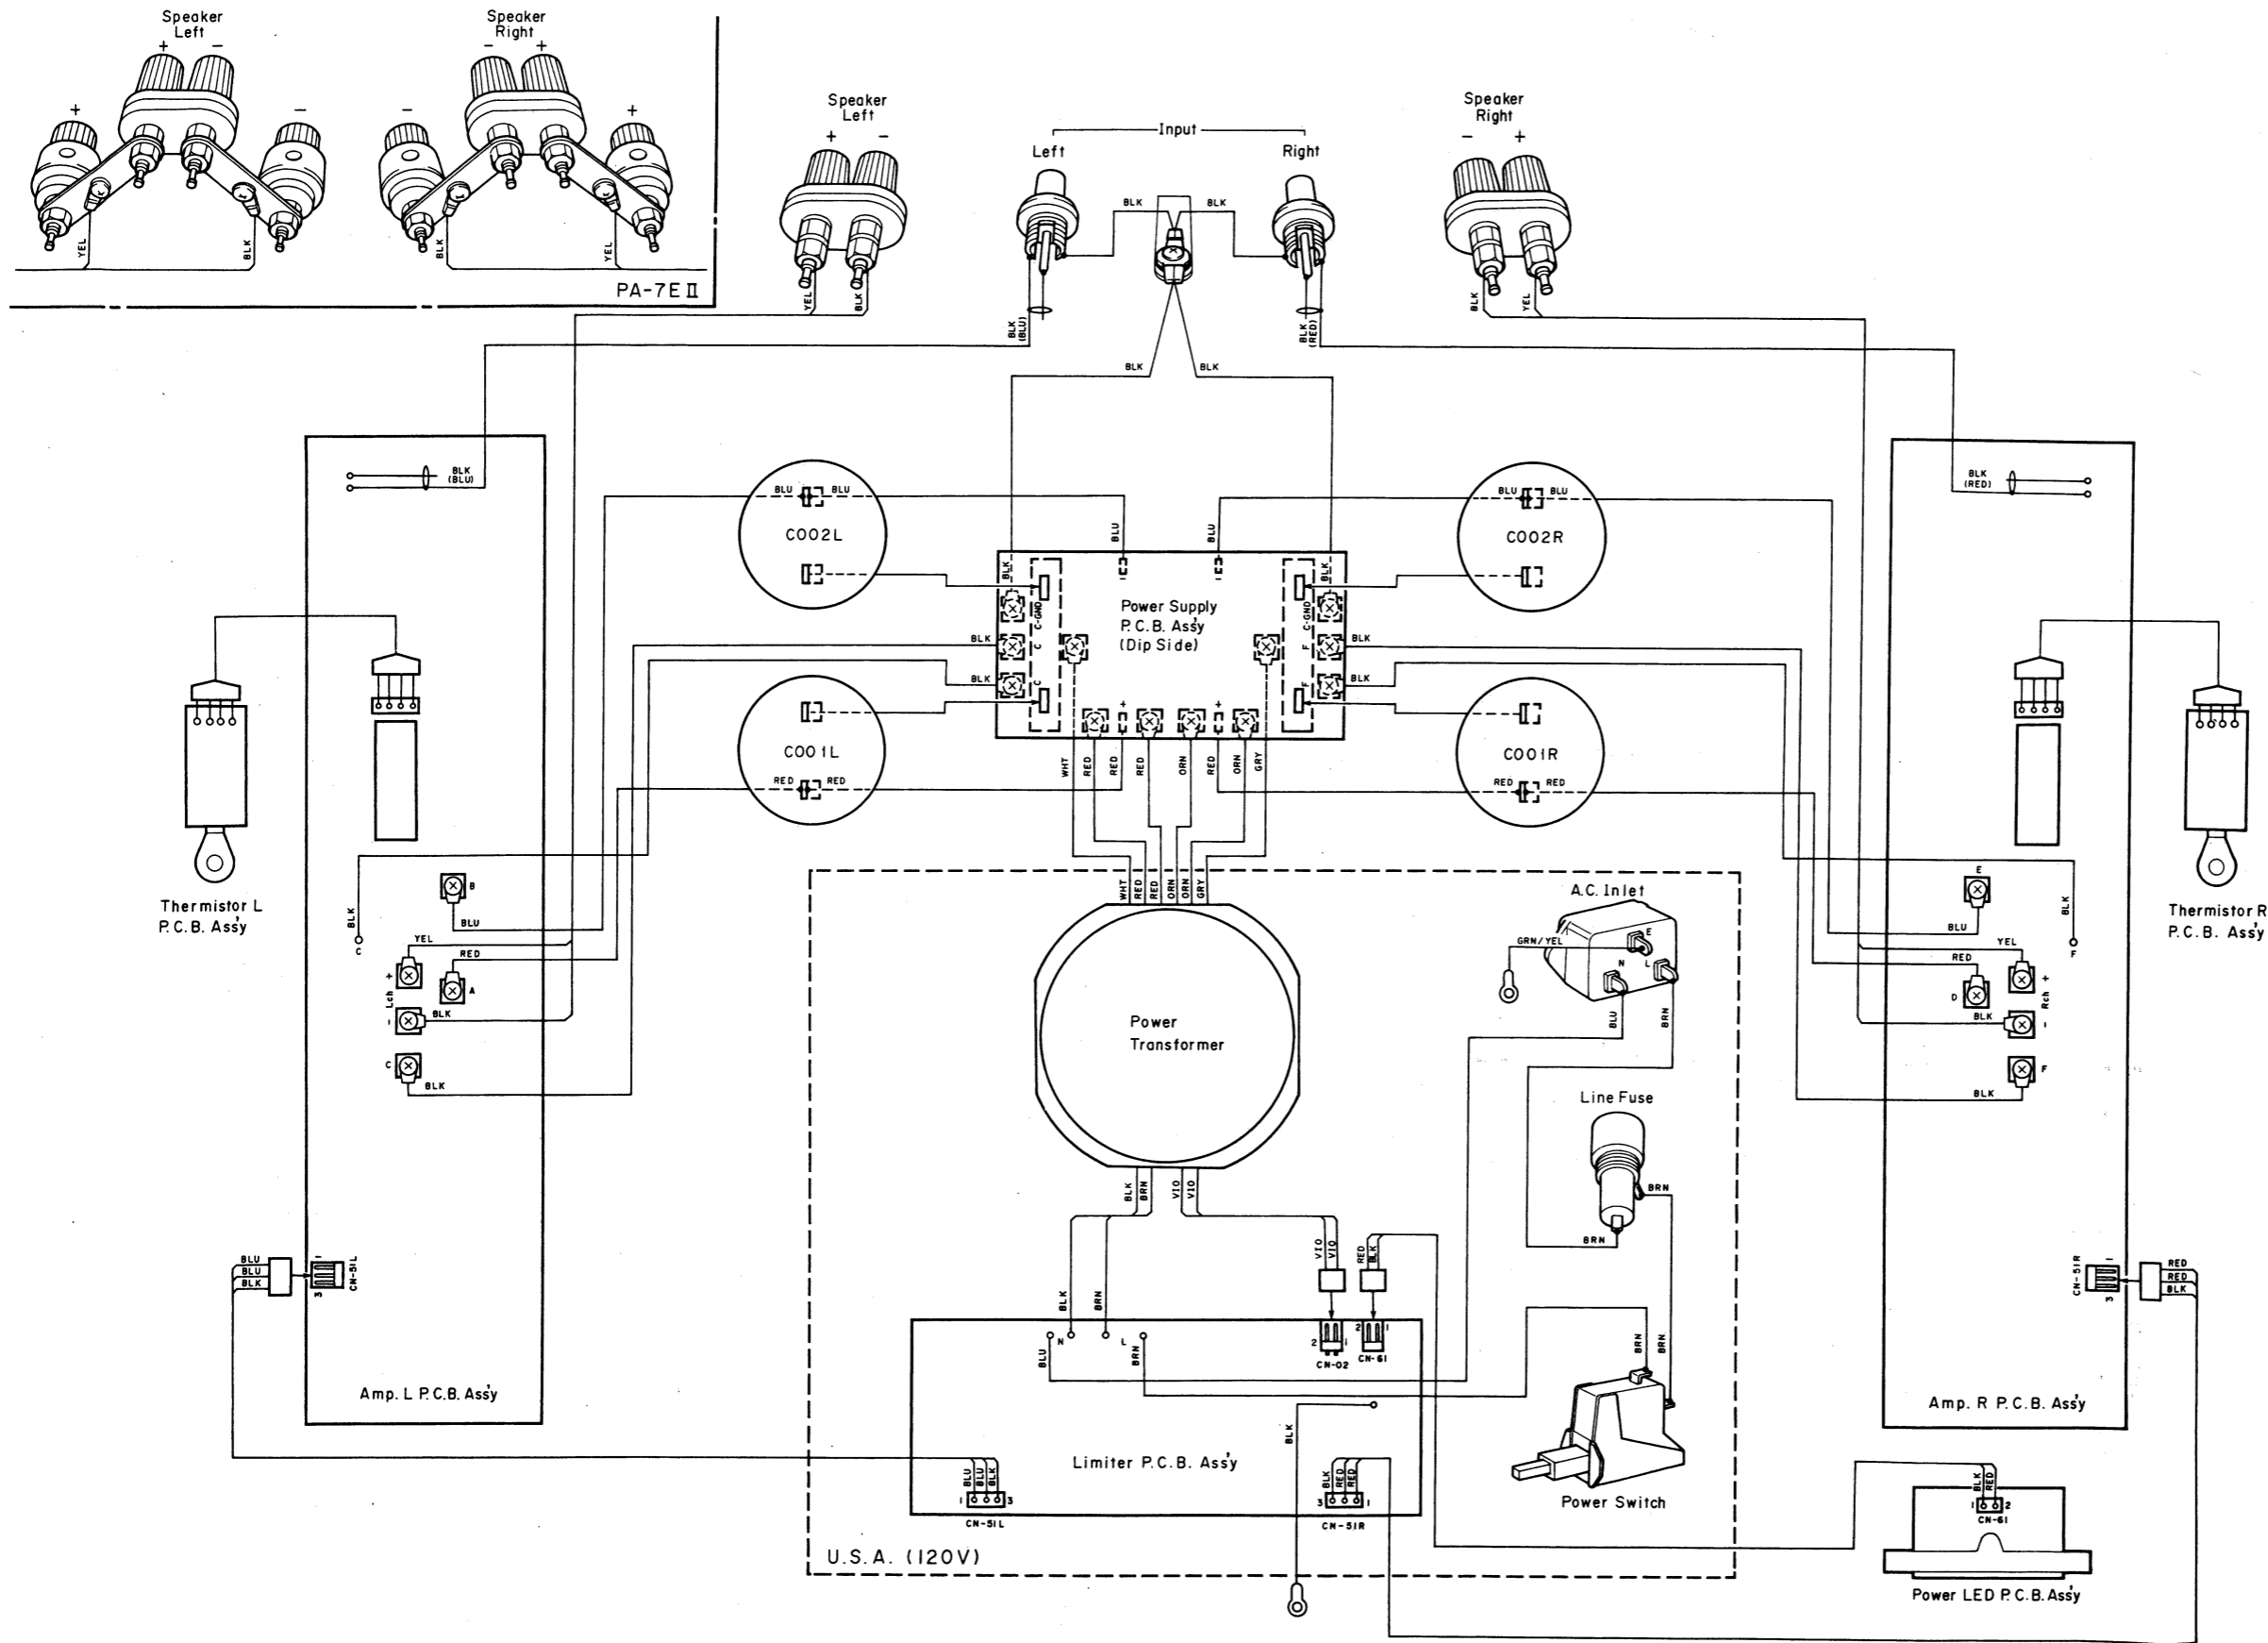 Speaker
Left
+ −
+ −
YEL
BLK
Speaker
Right
− +
− +
BLK
YEL
PA-7E II
Speaker
Left
+ −
YEL
BLK
Input
Left
Right
BLK
BLK
BLK
(BLU)
BLK
(RED)
BLK
BLK
Speaker
Right
− +
BLK
YEL
BLK
(BLU)
BLU
BLU
C002L
BLU
BLU
BLU
BLU
C002R
BLK
(RED)
BLK
C-GND
BLK
C
BLK
C
Power Supply
P.C.B. Ass'y
(Dip Side)
−
−
BLK
C-GND
F
BLK
F
BLK
+
+
C001L
RED
RED
C001R
RED
RED
WHT
RED
RED
RED
ORN
RED
ORN
GRY
WHT
RED
RED
ORN
ORN
GRY
Thermistor L
P.C.B. Ass'y
BLK
C
B
BLU
YEL
RED
+
Lch
−
A
BLK
C
BLK
Power
Transformer
A.C. Inlet
GRN/YEL
E
N
L
BLU
BRN
Line Fuse
BRN
BRN
Thermistor R
P.C.B. Ass'y
E
BLK
F
BLU
YEL
RED
D
+
Rch
−
BLK
F
BLK
BLK
BRN
VIO
VIO
VIO
VIO
RED
BLK
BLK
BRN
BLU
N
L
BRN
2
1
CN-02
2
1
CN-61
BRN
BRN
BLU
BLU
BLK
1
3
CN-51L
Amp. L P.C.B. Ass'y
CN-51R
1
3
RED
RED
BLK
Amp. R P.C.B. Ass'y
BLK
Limiter P.C.B. Ass'y
BLU
BLU
BLK
1
3
CN-51L
BLK
RED
RED
3
1
CN-51R
Power Switch
U.S.A. (120V)
BLK
RED
1
2
CN-61
Power LED P.C.B. Ass'y